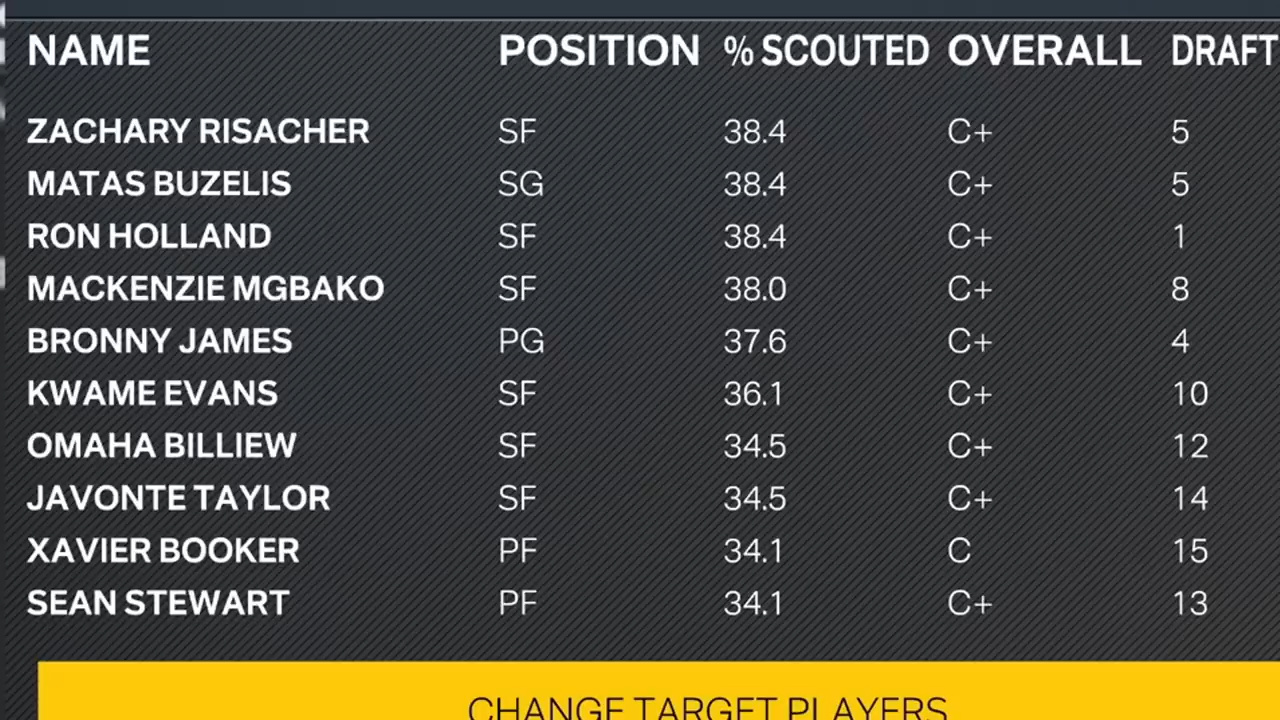 NAME POSITION % SCOUTED OVERALL DRAFT
ZACHARY RISACHER SF 38.4 C+ 5
MATAS BUZELIS SG 38.4 C+ 5
RON HOLLAND SF 38.4 C+ 1
MACKENZIE MGBAKO SF 38.0 C+ 8
BRONNY JAMES PG 37.6 C+ 4
KWAME EVANS SF 36.1 C+ 10
OMAHA BILLIEW SF 34.5 C+ 12
JAVONTE TAYLOR SF 34.5 C+ 14
XAVIER BOOKER PF 34.1 C 15
SEAN STEWART PF 34.1 C+ 13
CHANGE TARGET PLAYERS